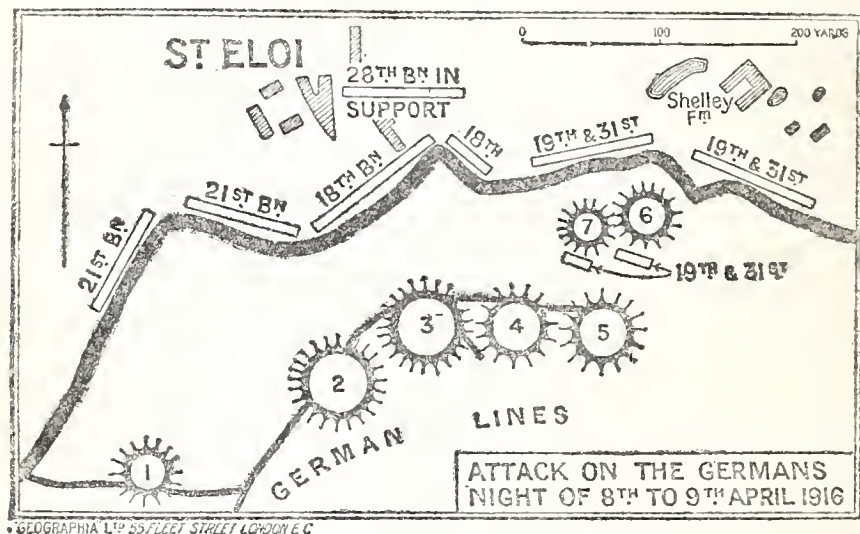 ST ELOI
0 100 200 YARDS
28TH BN IN
SUPPORT
Shelley
Fm
18TH
19TH & 31ST
19TH & 31ST
18TH BN
21ST BN
21ST BN
7
6
19TH & 31ST
3
4
5
2
1
GERMAN LINES
ATTACK ON THE GERMANS
NIGHT OF 8TH TO 9TH APRIL 1916
GEOGRAPHIA LTD 55 FLEET STREET LONDON E.C